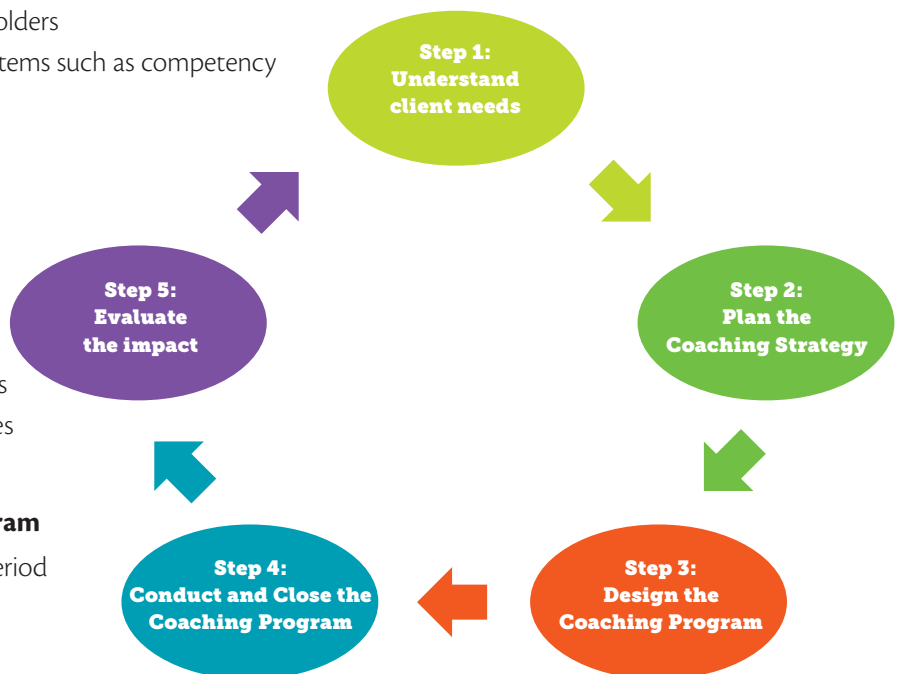 olders
tems such as competency
s
es
ram
eriod
Step 1:
Understand
client needs
Step 2:
Plan the
Coaching Strategy
Step 3:
Design the
Coaching Program
Step 4:
Conduct and Close the
Coaching Program
Step 5:
Evaluate
the impact